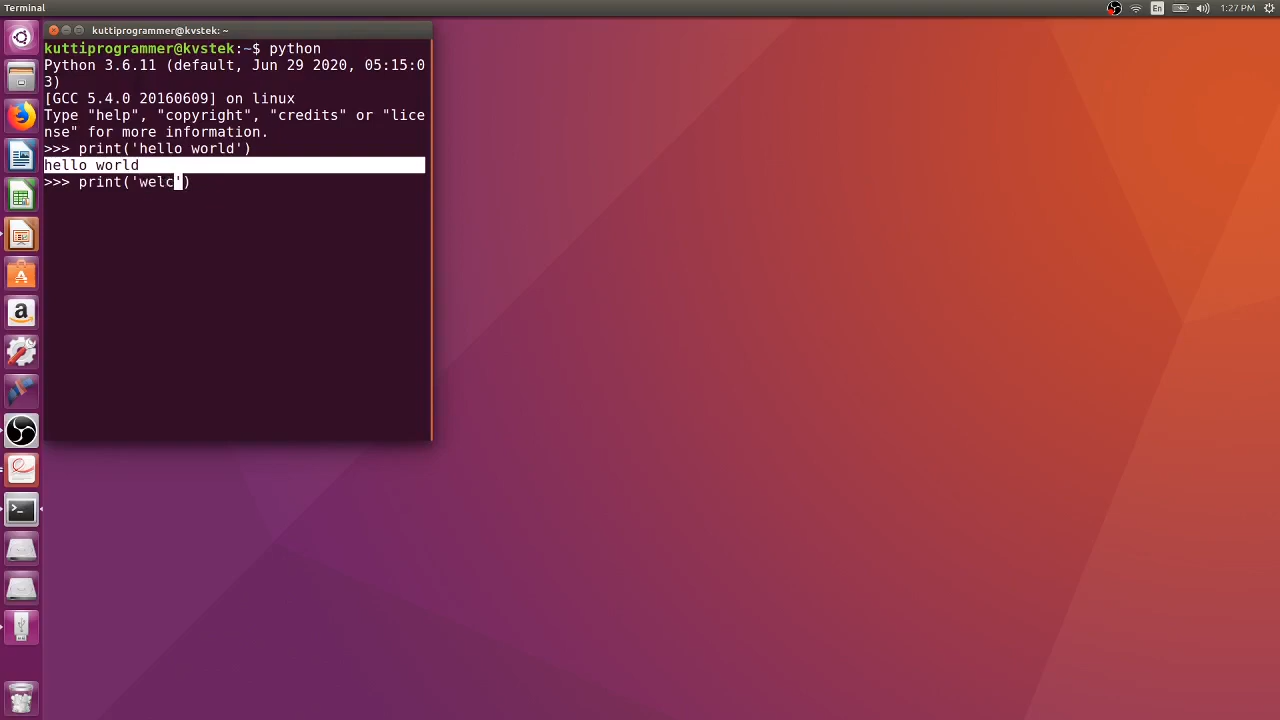 Terminal
En
1:27 PM
kuttiprogrammer@kvstek: ~
kuttiprogrammer@kvstek:~$ python
Python 3.6.11 (default, Jun 29 2020, 05:15:0
3)
[GCC 5.4.0 20160609] on linux
Type "help", "copyright", "credits" or "lice
nse" for more information.
>>> print('hello world')
hello world
>>> print('welc')